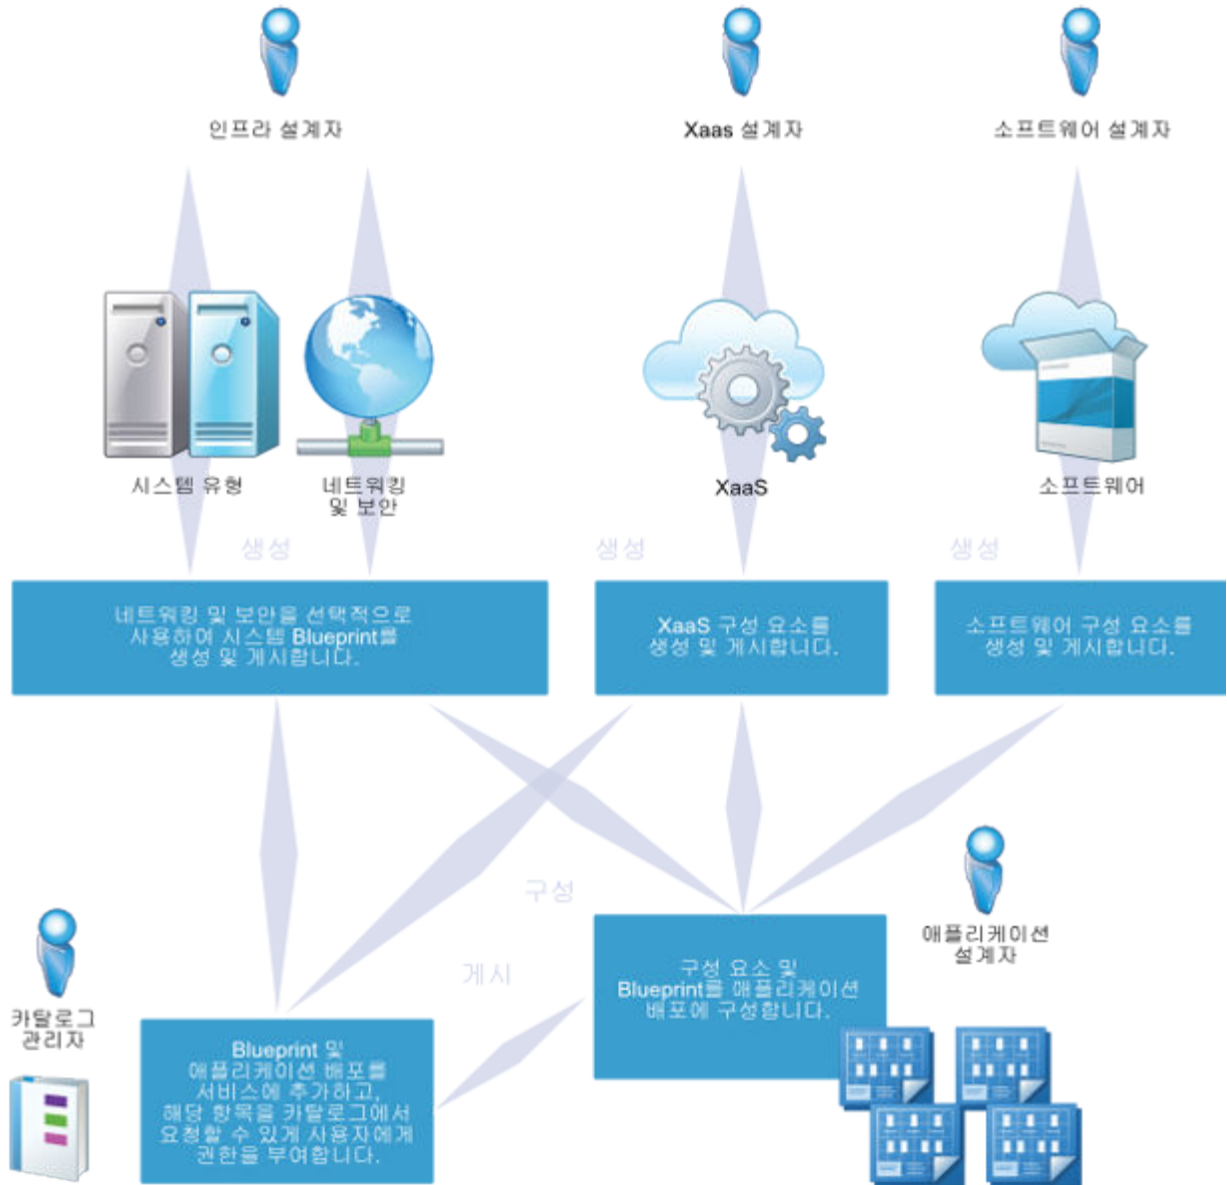 인프라 설계자
Xaas 설계자
소프트웨어 설계자
시스템 유형
네트워킹
및 보안
XaaS
소프트웨어
생성
생성
생성
네트워킹 및 보안을 선택적으로
사용하여 시스템 Blueprint를
생성 및 게시합니다.
XaaS 구성 요소를
생성 및 게시합니다.
소프트웨어 구성 요소를
생성 및 게시합니다.
구성
게시
애플리케이션
설계자
구성 요소 및
Blueprint를 애플리케이션
배포에 구성합니다.
카탈로그
관리자
Blueprint 및
애플리케이션 배포를
서비스에 추가하고,
해당 항목을 카탈로그에서
요청할 수 있게 사용자에게
권한을 부여합니다.